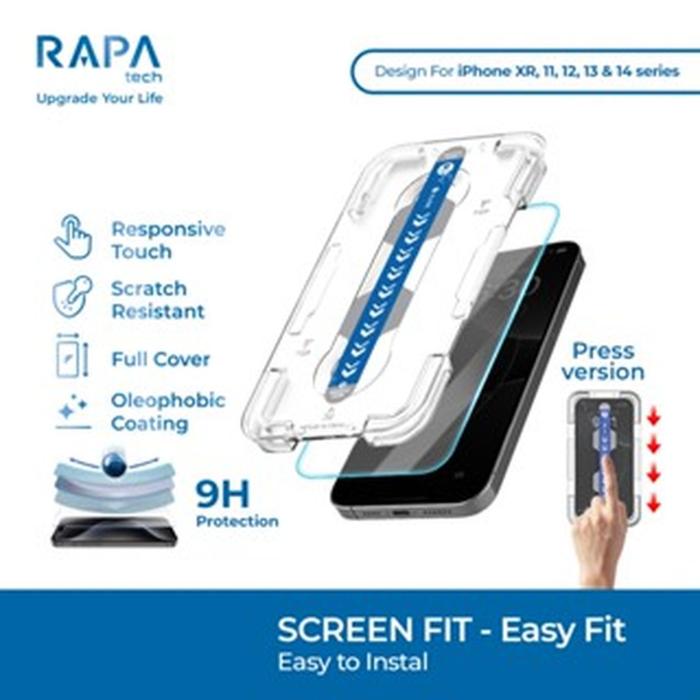 RAPA
tech
Upgrade Your Life
Design For iPhone XR, 11, 12, 13 & 14 series
Responsive
Touch
Scratch
Resistant
Full Cover
Oleophobic
Coating
9H
Protection
Press
version
SCREEN FIT - Easy Fit
Easy to Instal